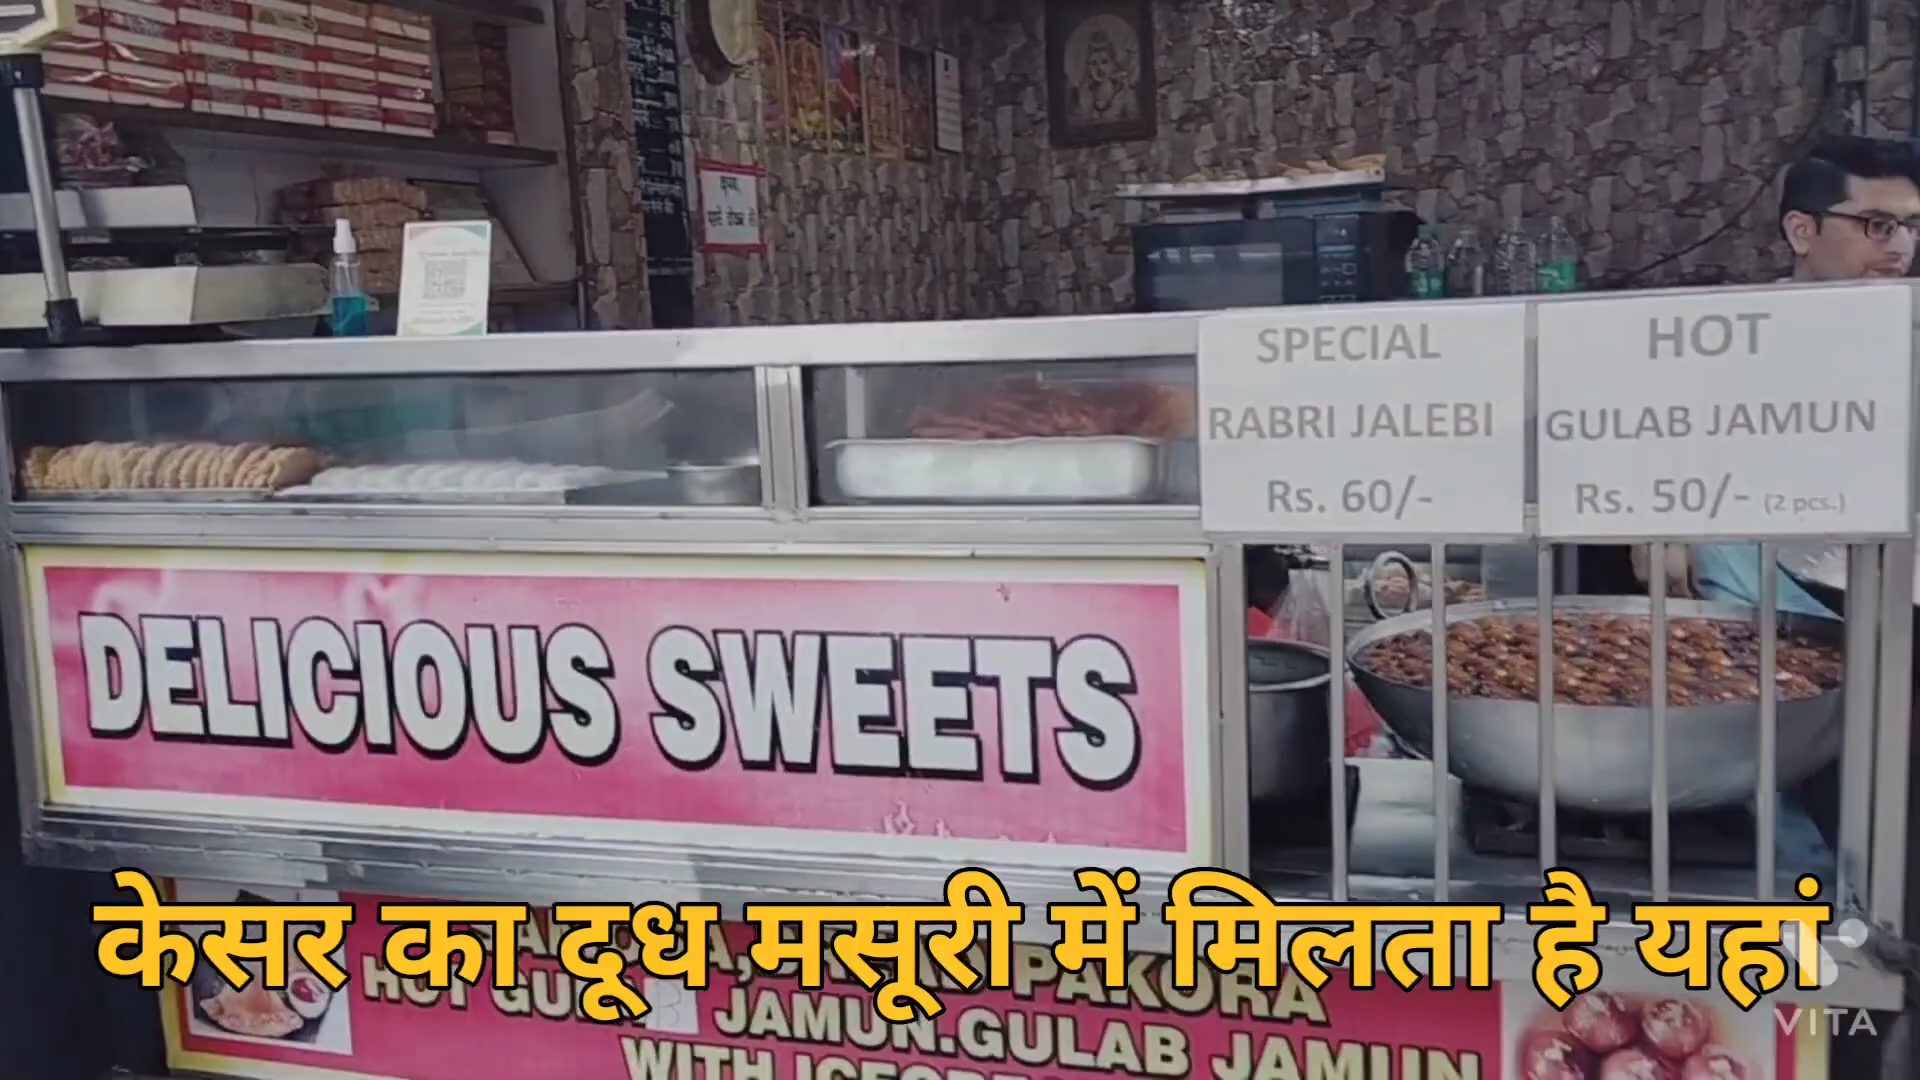 SPECIAL
RABRI JALEBI
Rs. 60/-
HOT
GULAB JAMUN
Rs. 50/- (2 pcs.)
DELICIOUS SWEETS
केसर का दूध मसूरी में मिलता है यहां
PAKORA
HOT JAMUN.GULAB JAMUN
WITH
VITA